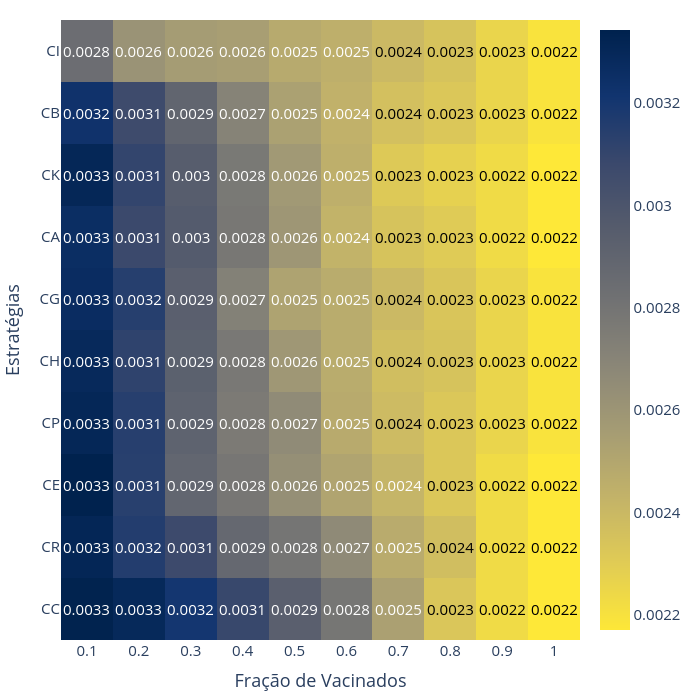 CI 0.0028 0.0026 0.0026 0.0026 0.0025 0.0025 0.0024 0.0023 0.0023 0.0022
CB 0.0032 0.0031 0.0029 0.0027 0.0025 0.0024 0.0024 0.0023 0.0023 0.0022
CK 0.0033 0.0031 0.003 0.0028 0.0026 0.0025 0.0023 0.0023 0.0022 0.0022
CA 0.0033 0.0031 0.003 0.0028 0.0026 0.0024 0.0023 0.0023 0.0022 0.0022
CG 0.0033 0.0032 0.0029 0.0027 0.0025 0.0025 0.0024 0.0023 0.0023 0.0022
CH 0.0033 0.0031 0.0029 0.0028 0.0026 0.0025 0.0024 0.0023 0.0023 0.0022
CP 0.0033 0.0031 0.0029 0.0028 0.0027 0.0025 0.0024 0.0023 0.0023 0.0022
CE 0.0033 0.0031 0.0029 0.0028 0.0026 0.0025 0.0024 0.0023 0.0022 0.0022
CR 0.0033 0.0032 0.0031 0.0029 0.0028 0.0027 0.0025 0.0024 0.0022 0.0022
CC 0.0033 0.0033 0.0032 0.0031 0.0029 0.0028 0.0025 0.0023 0.0022 0.0022
0.1 0.2 0.3 0.4 0.5 0.6 0.7 0.8 0.9 1
Fração de Vacinados
Estratégias
0.0032
0.003
0.0028
0.0026
0.0024
0.0022